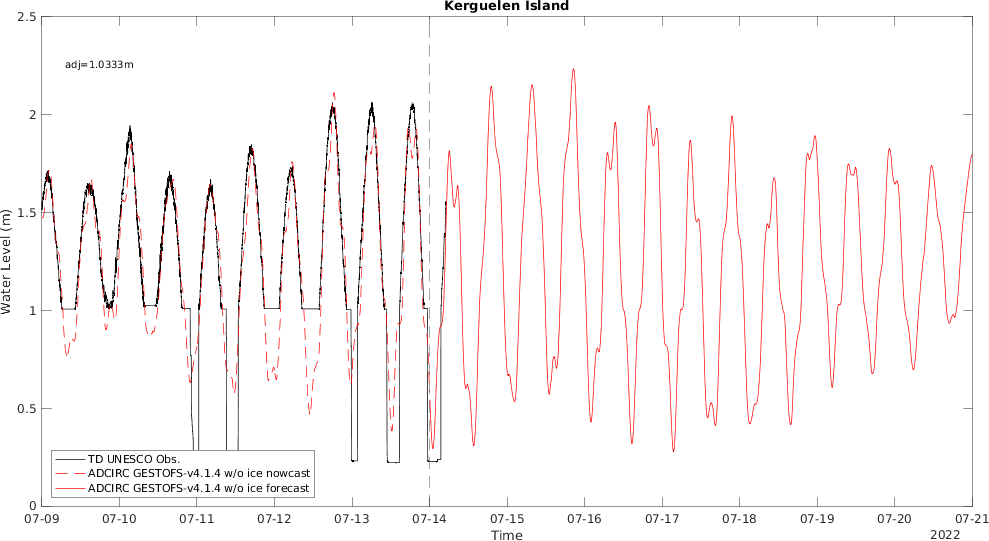 Kerguelen Island
adj=1.0333m
Water Level (m)
2.5
2
1.5
1
0.5
0
TD UNESCO Obs.
ADCIRC GESTOFS-v4.1.4 w/o ice nowcast
ADCIRC GESTOFS-v4.1.4 w/o ice forecast
07-09 07-10 07-11 07-12 07-13 07-14 07-15 07-16 07-17 07-18 07-19 07-20 07-21
Time
2022